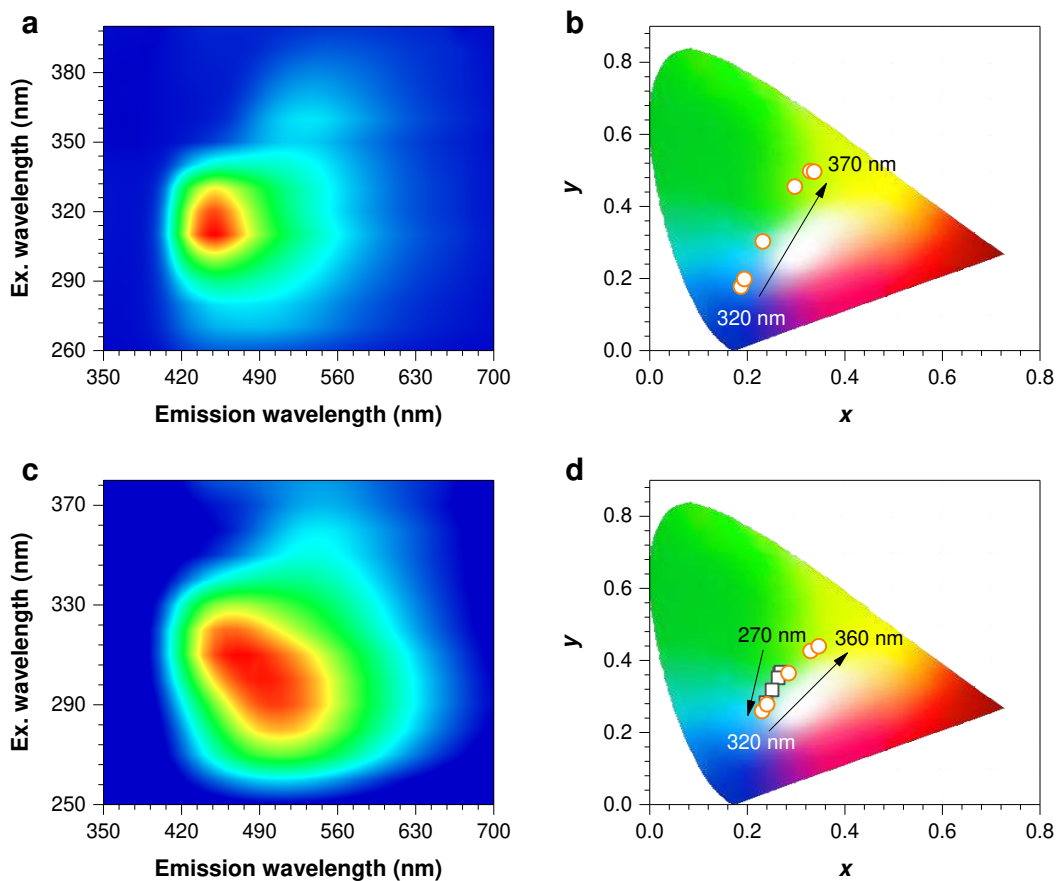 a
Ex. wavelength (nm)
380
350
320
290
260
350 420 490 560 630 700
Emission wavelength (nm)
b
y
0.8
0.6
0.4
0.2
0.0
370 nm
320 nm
0.0 0.2 0.4 0.6 0.8
x
c
Ex. wavelength (nm)
370
330
290
250
350 420 490 560 630 700
Emission wavelength (nm)
d
y
0.8
0.6
0.4
0.2
0.0
270 nm 360 nm
320 nm
0.0 0.2 0.4 0.6 0.8
x